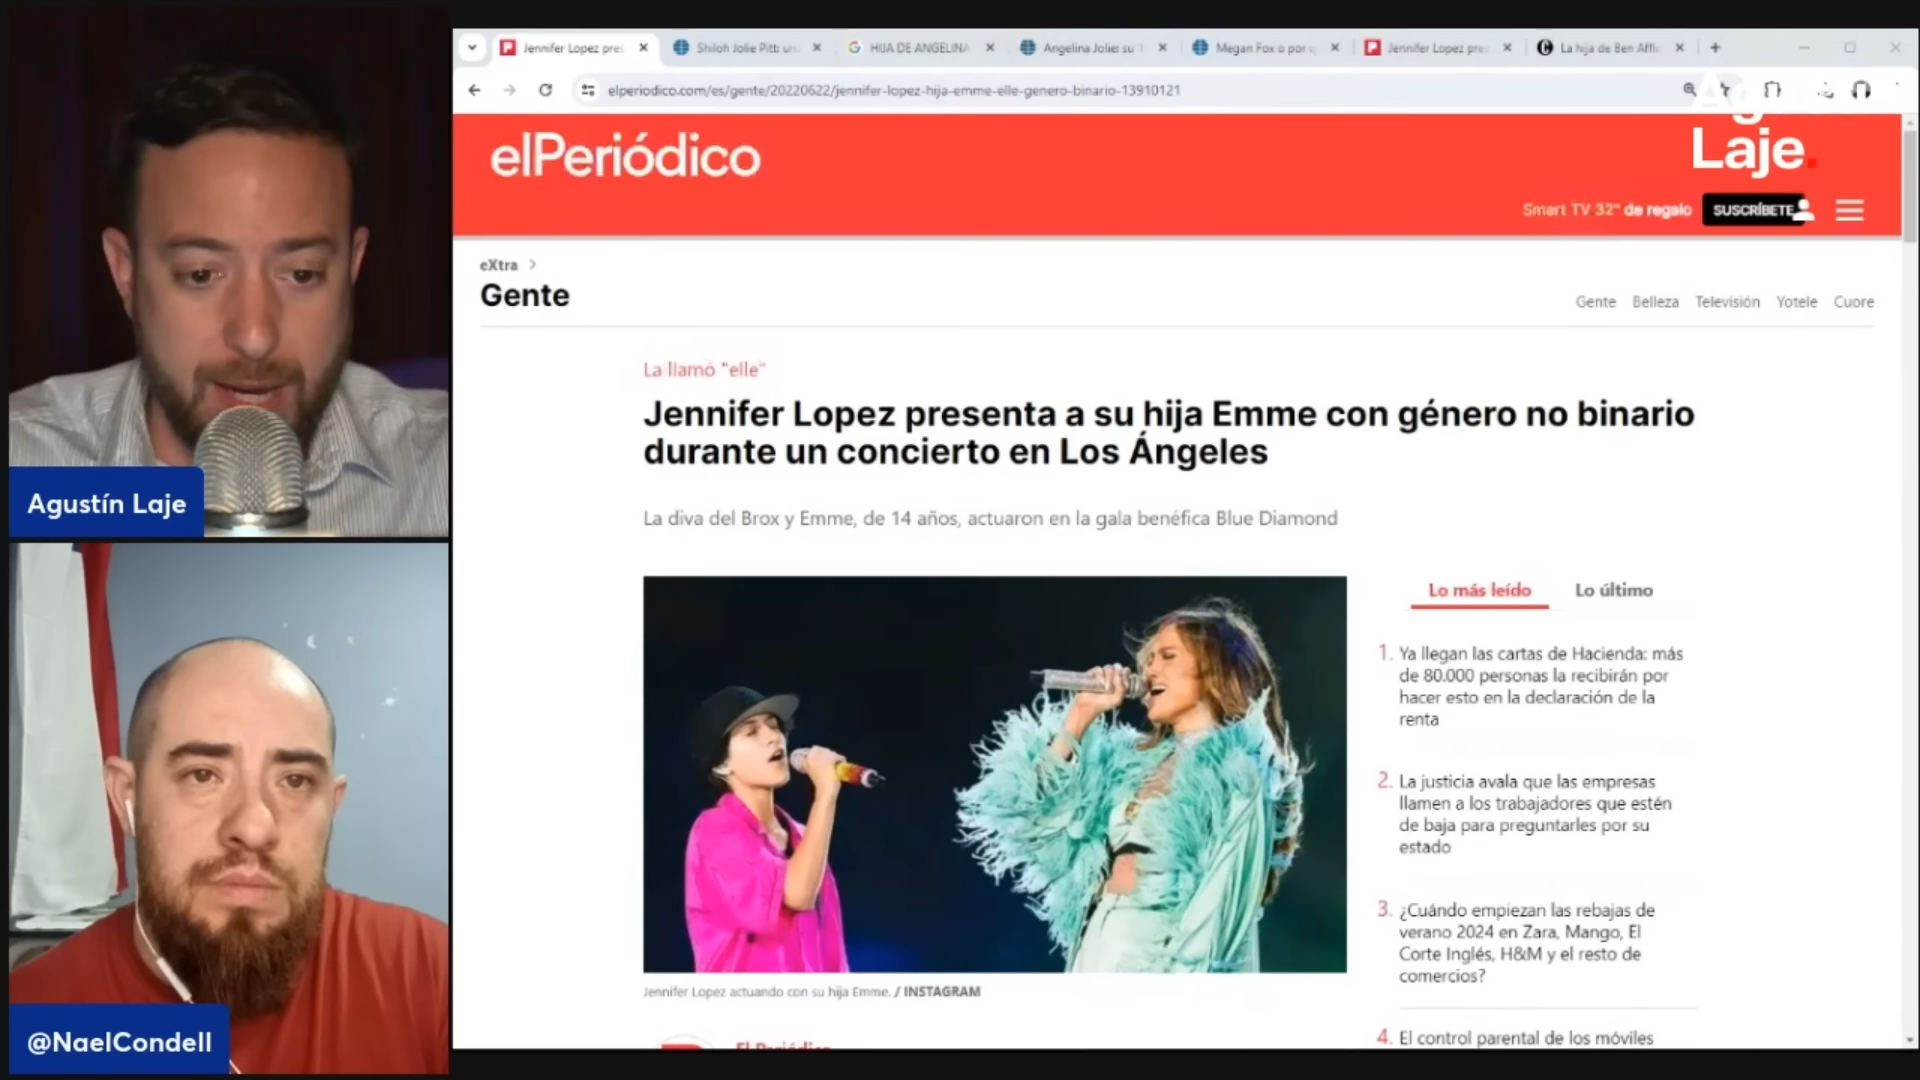 Jennifer Lopez pres
Shiloh Jolie Pitt: un
HIJA DE ANGELINA
Angelina Jolie: su
Megan Fox o por q
Jennifer Lopez pres
La hija de Ben Affle
elperiodico.com/es/gente/20220622/jennifer-lopez-hija-emme-elle-genero-binario-13910121
elPeriódico
Laje.
Smart TV 32" de regalo
SUSCRÍBETE
eXtra >
Gente
Gente Belleza Televisión Yotele Cuore
La llamó "elle"
Jennifer Lopez presenta a su hija Emme con género no binario
durante un concierto en Los Ángeles
La diva del Brox y Emme, de 14 años, actuaron en la gala benéfica Blue Diamond
Lo más leído Lo último
1. Ya llegan las cartas de Hacienda: más
de 80.000 personas la recibirán por
hacer esto en la declaración de la
renta
2. La justicia avala que las empresas
llamen a los trabajadores que estén
de baja para preguntarles por su
estado
3. ¿Cuándo empiezan las rebajas de
verano 2024 en Zara, Mango, El
Corte Inglés, H&M y el resto de
comercios?
4. El control parental de los móviles
Jennifer Lopez actuando con su hija Emme. / INSTAGRAM
El Periódico
Agustín Laje
@NaelCondell